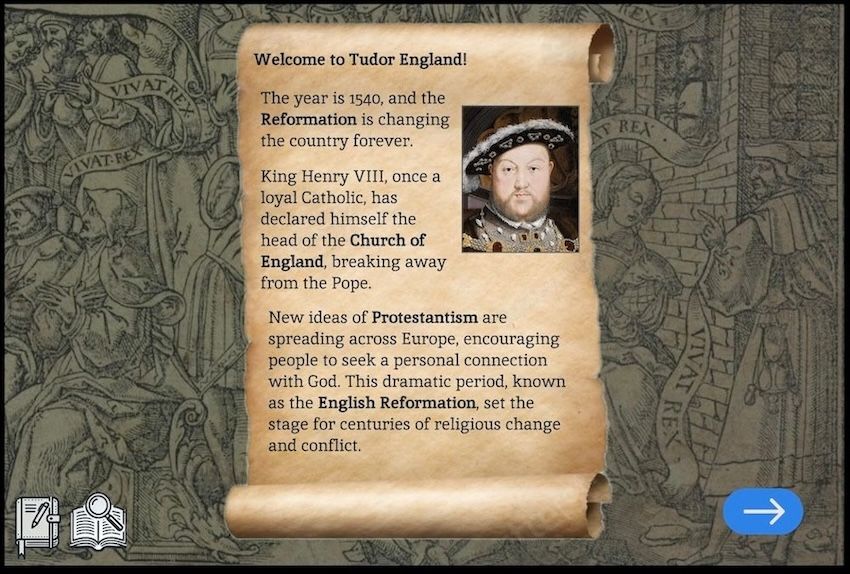 Welcome to Tudor England!
The year is 1540, and the
Reformation is changing
the country forever.
King Henry VIII, once a
loyal Catholic, has
declared himself the
head of the Church of
England, breaking away
from the Pope.
New ideas of Protestantism are
spreading across Europe, encouraging
people to seek a personal connection
with God. This dramatic period, known
as the English Reformation, set the
stage for centuries of religious change
and conflict.
VIVAT REX
VIVAT·REX
T REX
VIVAT REX